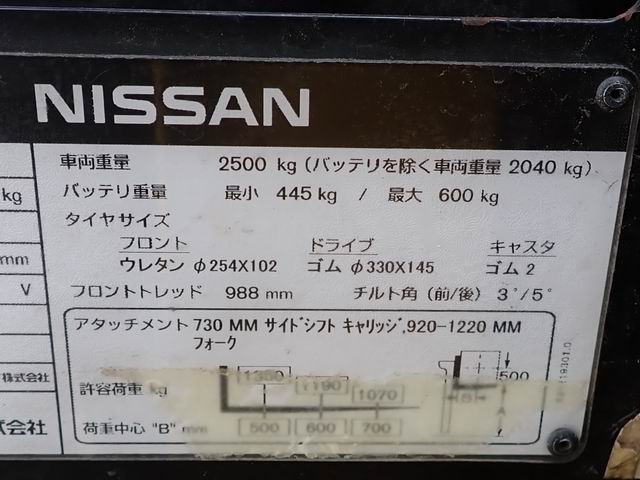 NISSAN
車両重量 2500 kg (バッテリを除く車両重量 2040 kg)
kg バッテリ重量 最小 445 kg / 最大 600 kg
タイヤサイズ
フロント ドライブ キャスタ
mm ウレタン φ254X102 ゴム φ330X145 ゴム 2
V フロントトレッド 988 mm チルト角 (前/後) 3°/5°
アタッチメント 730 MM サイドシフト キャリッジ,920-1220 MM
フォーク
株式会社
許容荷重 kg 1350 1190 1070 500
株式会社 荷重中心 "B" mm 500 600 700 B A